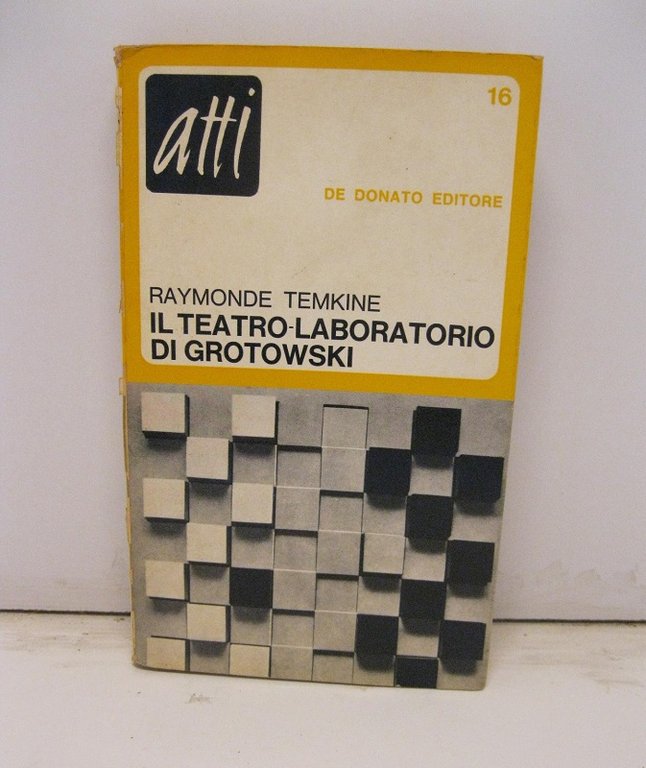 atti
16
DE DONATO EDITORE
RAYMONDE TEMKINE
IL TEATRO-LABORATORIO
DI GROTOWSKI